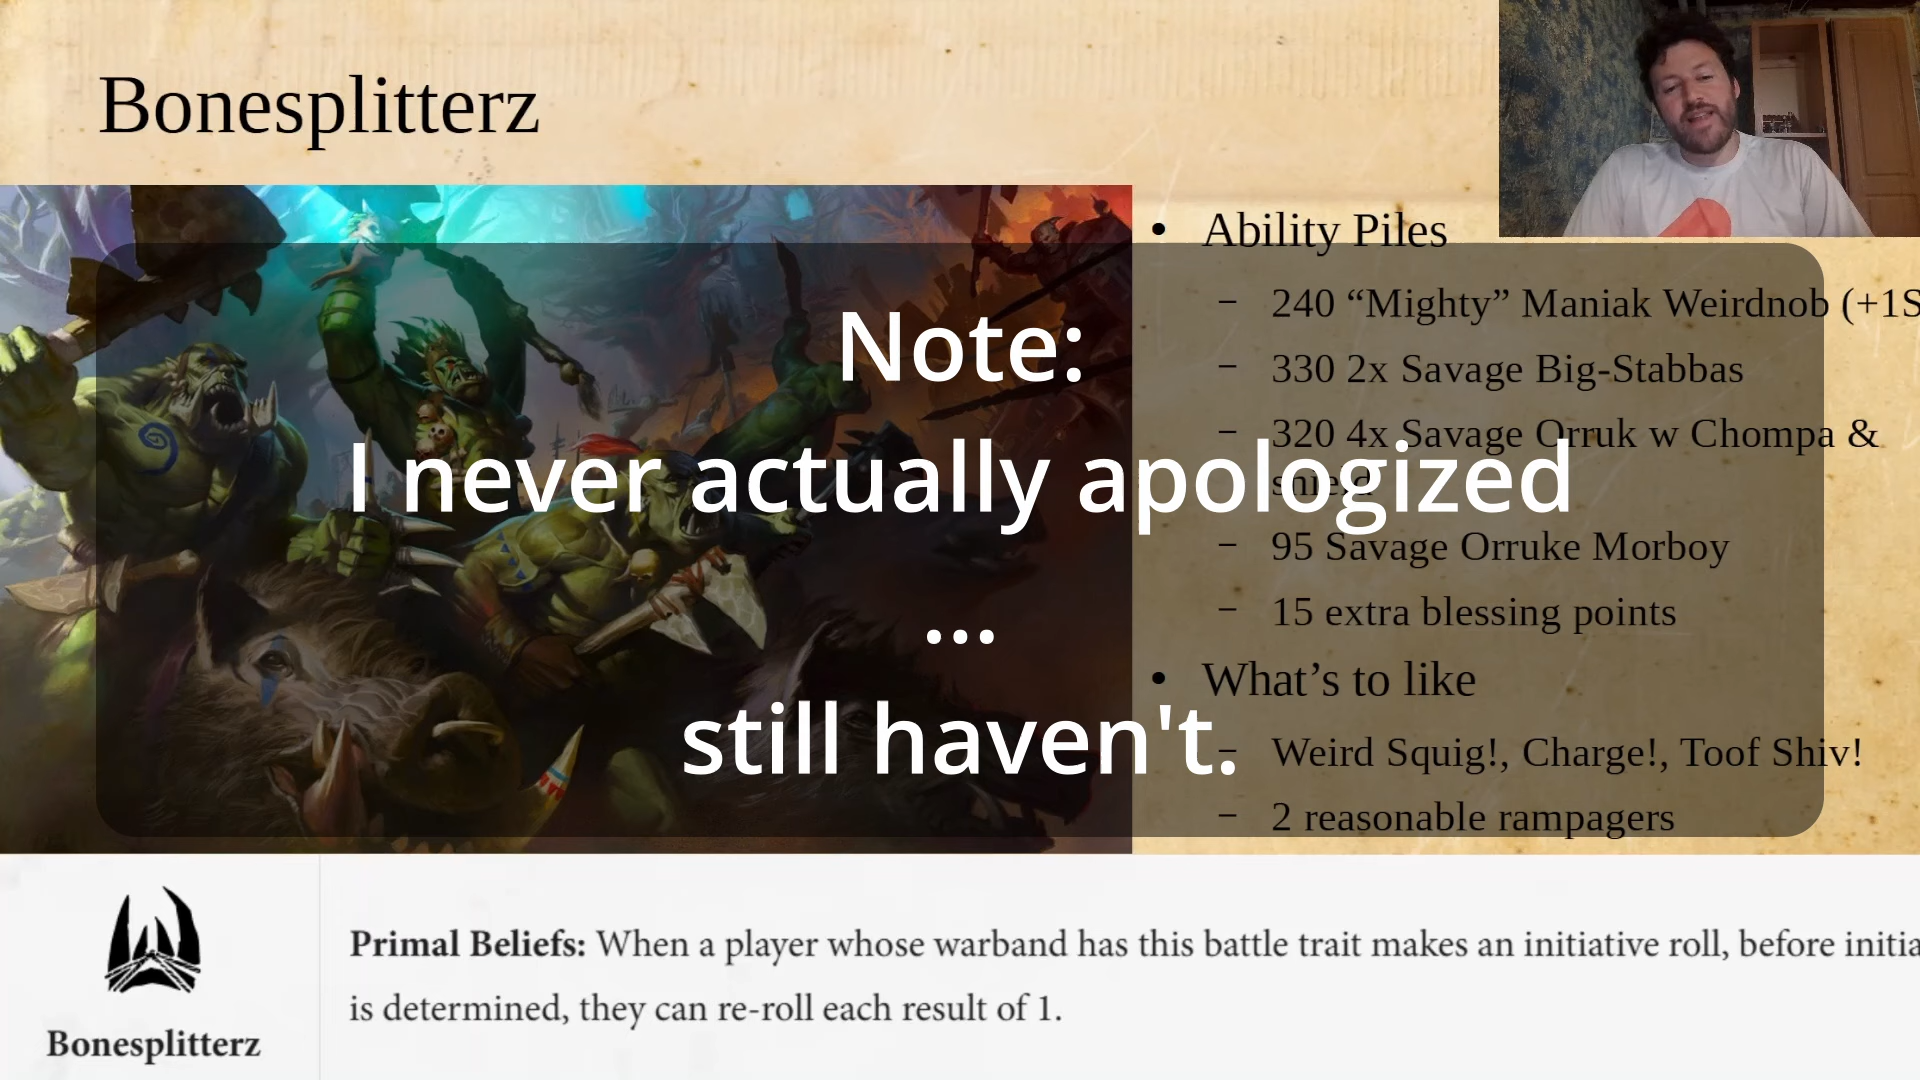 Bonesplitterz
• Ability Piles
– 240 “Mighty” Maniak Weirdnob (+1S
– 330 2x Savage Big-Stabbas
– 320 4x Savage Orruk w Chompa &
shield
– 95 Savage Orruke Morboy
– 15 extra blessing points
• What’s to like
– Weird Squig!, Charge!, Toof Shiv!
– 2 reasonable rampagers
Note:
I never actually apologized
...
still haven't.
Primal Beliefs: When a player whose warband has this battle trait makes an initiative roll, before initia
is determined, they can re-roll each result of 1.
Bonesplitterz